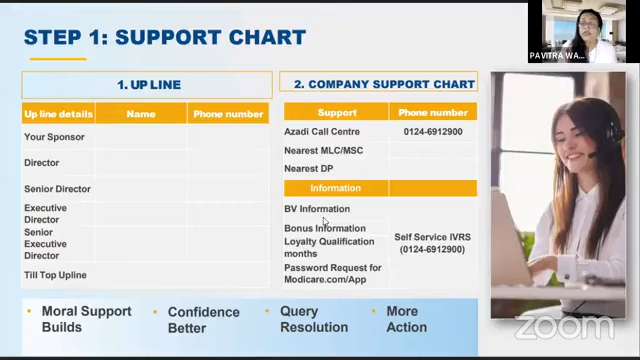 STEP 1: SUPPORT CHART
PAVITRA WA...
1. UP LINE
Up line details Name Phone number
Your Sponsor
Director
Senior Director
Executive
Director
Senior
Executive
Director
Till Top Upline
2. COMPANY SUPPORT CHART
Support Phone number
Azadi Call Centre 0124-6912900
Nearest MLC/MSC
Nearest DP
Information
BV Information
Bonus Information
Loyalty Qualification
months
Password Request for
Modicare.com/App
Self Service IVRS
(0124-6912900)
• Moral Support
Builds
• Confidence
Better
• Query
Resolution
• More
Action
zoom